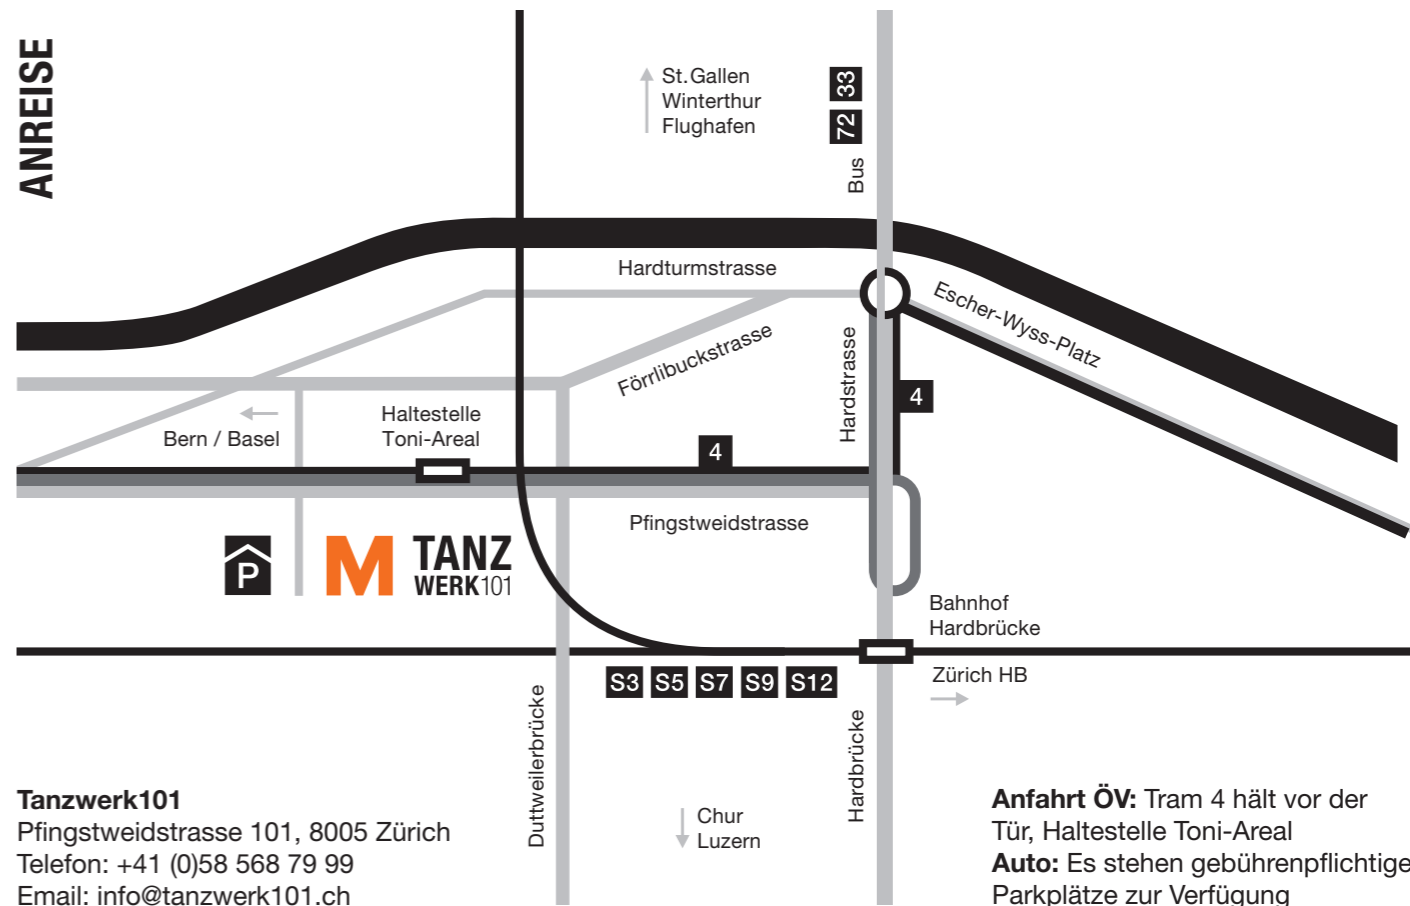 ANREISE
St. Gallen
Winterthur
Flughafen
33
72
Bus
Hardturmstrasse
Escher-Wyss-Platz
Förrlibuckstrasse
Hardstrasse
4
Haltestelle
Toni-Areal
Bern / Basel
4
Pfingstweidstrasse
P
M
TANZ
WERK101
Bahnhof
Hardbrücke
Zürich HB
S3 S5 S7 S9 S12
Duttweilerbrücke
Hardbrücke
Chur
Luzern
Tanzwerk101
Pfingstweidstrasse 101, 8005 Zürich
Telefon: +41 (0)58 568 79 99
Email: info@tanzwerk101.ch
Anfahrt ÖV: Tram 4 hält vor der
Tür, Haltestelle Toni-Areal
Auto: Es stehen gebührenpflichtige
Parkplätze zur Verfügung